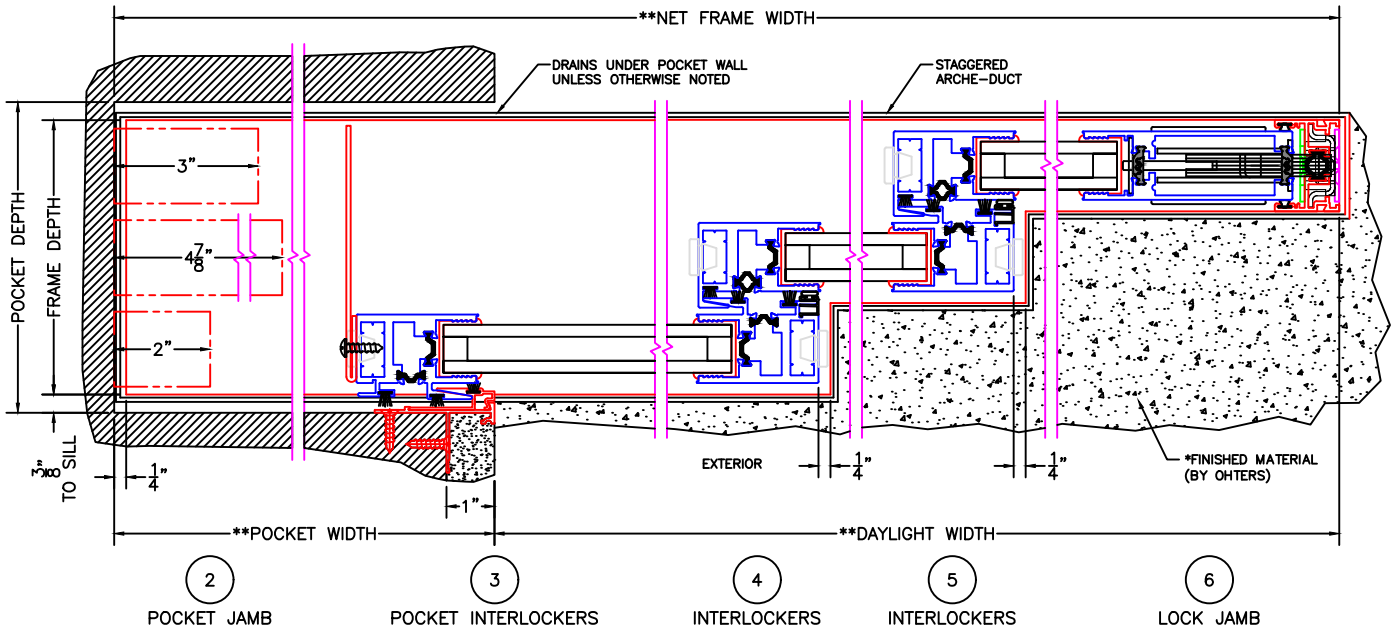 **NET FRAME WIDTH
DRAINS UNDER POCKET WALL
UNLESS OTHERWISE NOTED
STAGGERED
ARCHE-DUCT
POCKET DEPTH
FRAME DEPTH
3"
4 7/8"
2"
3/8"
TO SILL
1/4"
1"
EXTERIOR
1/4"
1/4"
*FINISHED MATERIAL
(BY OHTERS)
**POCKET WIDTH
**DAYLIGHT WIDTH
2
POCKET JAMB
3
POCKET INTERLOCKERS
4
INTERLOCKERS
5
INTERLOCKERS
6
LOCK JAMB